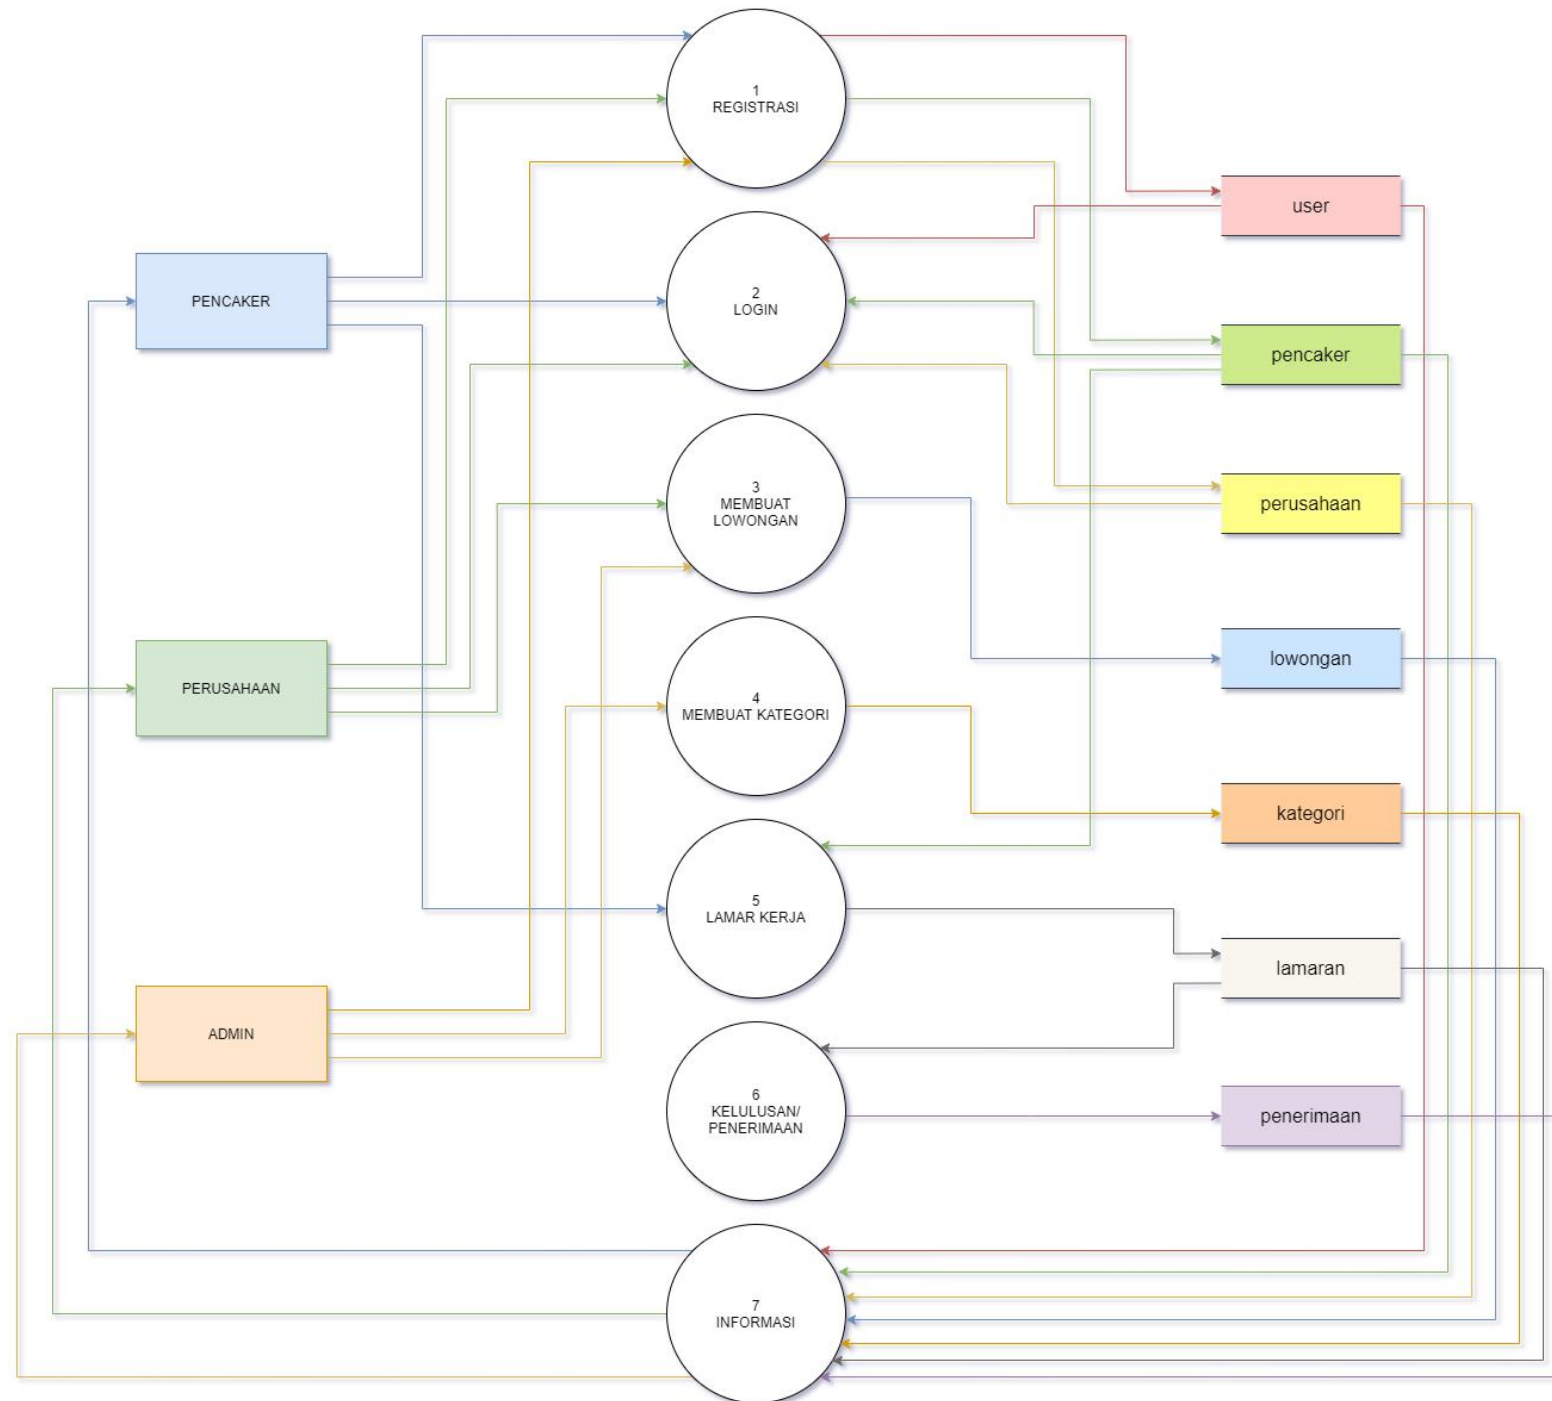 1
REGISTRASI
user
2
LOGIN
PENCAKER
pencaker
3
MEMBUAT
LOWONGAN
perusahaan
PERUSAHAAN
lowongan
4
MEMBUAT KATEGORI
kategori
5
LAMAR KERJA
lamaran
ADMIN
6
KELULUSAN/
PENERIMAAN
penerimaan
7
INFORMASI